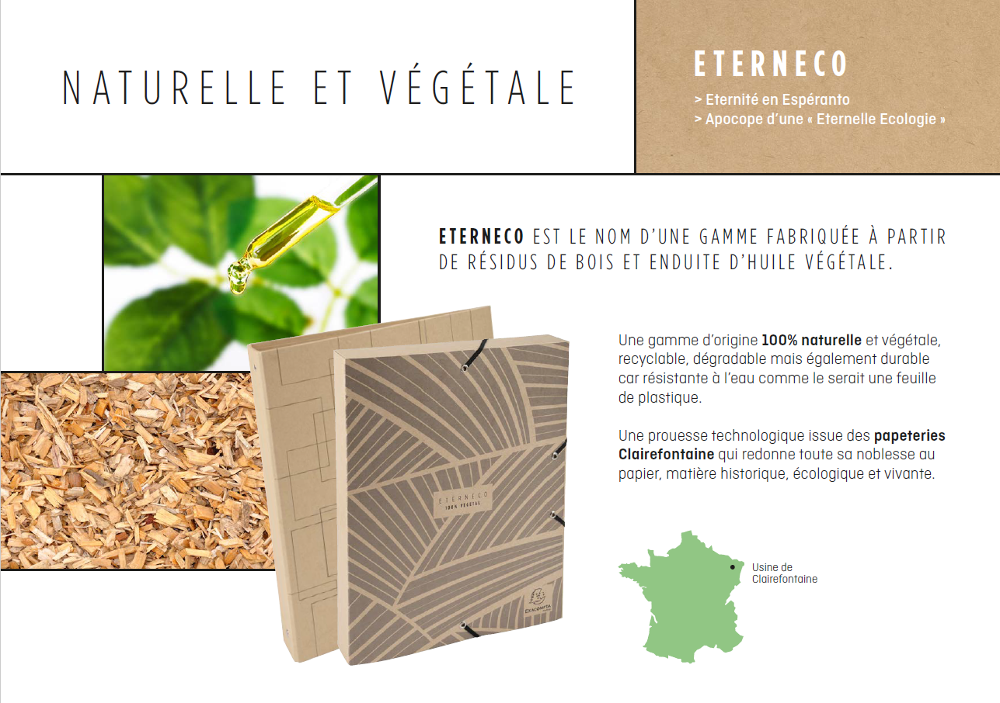 NATURELLE ET VÉGÉTALE
ETERNECO
> Eternité en Espéranto
> Apocope d’une « Eternelle Ecologie »
ETERNECO EST LE NOM D’UNE GAMME FABRIQUÉE À PARTIR
DE RÉSIDUS DE BOIS ET ENDUITE D’HUILE VÉGÉTALE.
Une gamme d’origine 100% naturelle et végétale,
recyclable, dégradable mais également durable
car résistante à l’eau comme le serait une feuille
de plastique.
Une prouesse technologique issue des papeteries
Clairefontaine qui redonne toute sa noblesse au
papier, matière historique, écologique et vivante.
ETERNECO
100% VÉGÉTAL
EXACOMPTA
Usine de
Clairefontaine